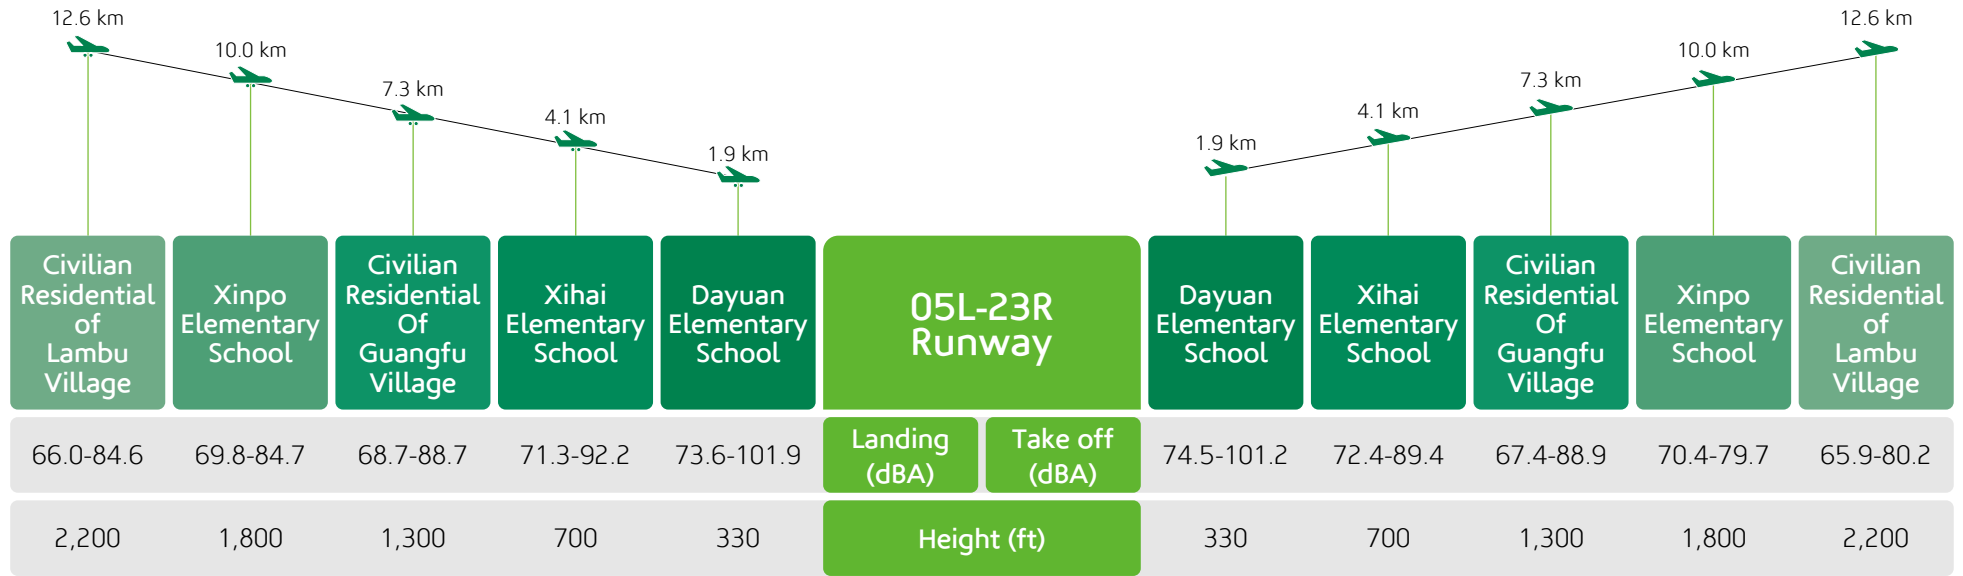 12.6 km
10.0 km
7.3 km
4.1 km
1.9 km
1.9 km
4.1 km
7.3 km
10.0 km
12.6 km
Civilian
Residential
of
Lambu
Village
Xinpo
Elementary
School
Civilian
Residential
Of
Guangfu
Village
Xihai
Elementary
School
Dayuan
Elementary
School
05L-23R
Runway
Dayuan
Elementary
School
Xihai
Elementary
School
Civilian
Residential
Of
Guangfu
Village
Xinpo
Elementary
School
Civilian
Residential
of
Lambu
Village
66.0-84.6
69.8-84.7
68.7-88.7
71.3-92.2
73.6-101.9
Landing
(dBA)
Take off
(dBA)
74.5-101.2
72.4-89.4
67.4-88.9
70.4-79.7
65.9-80.2
2,200
1,800
1,300
700
330
Height (ft)
330
700
1,300
1,800
2,200